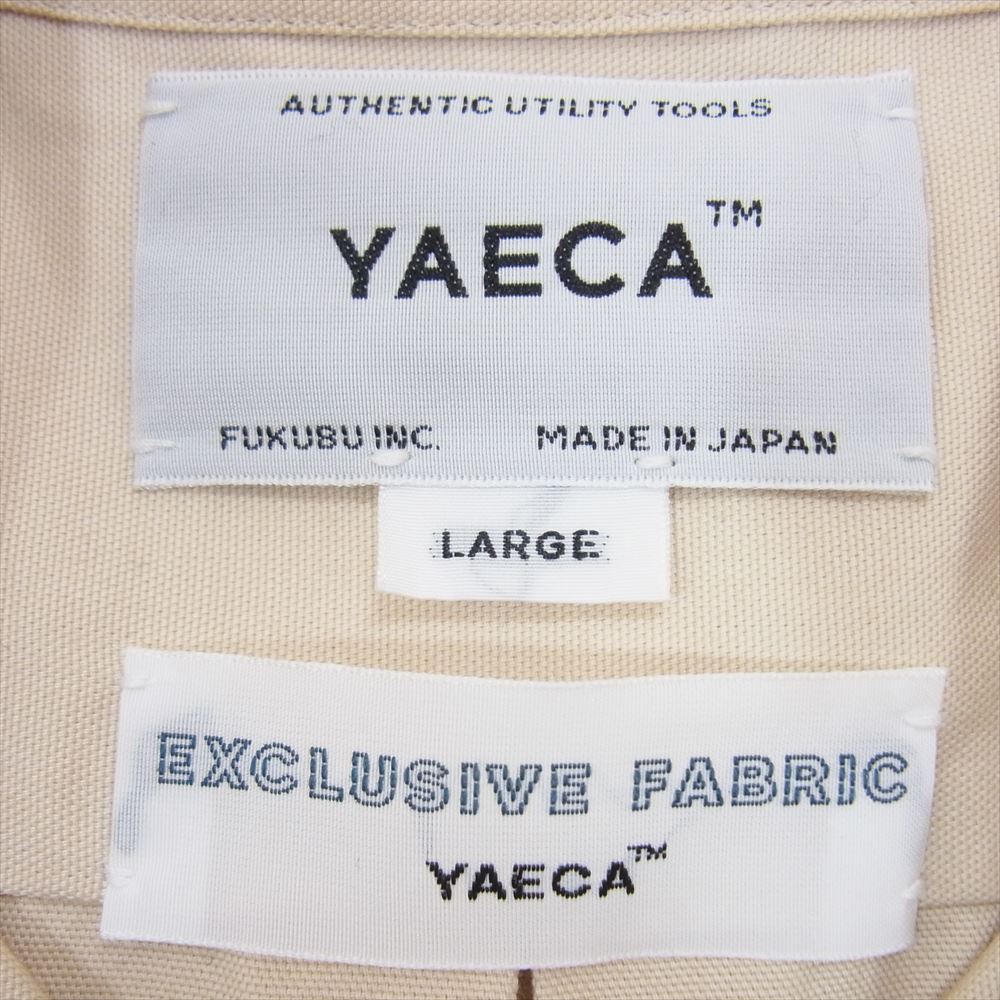 AUTHENTIC UTILITY TOOLS
YAECA™
FUKUBU INC. MADE IN JAPAN
LARGE
EXCLUSIVE FABRIC
YAECA™